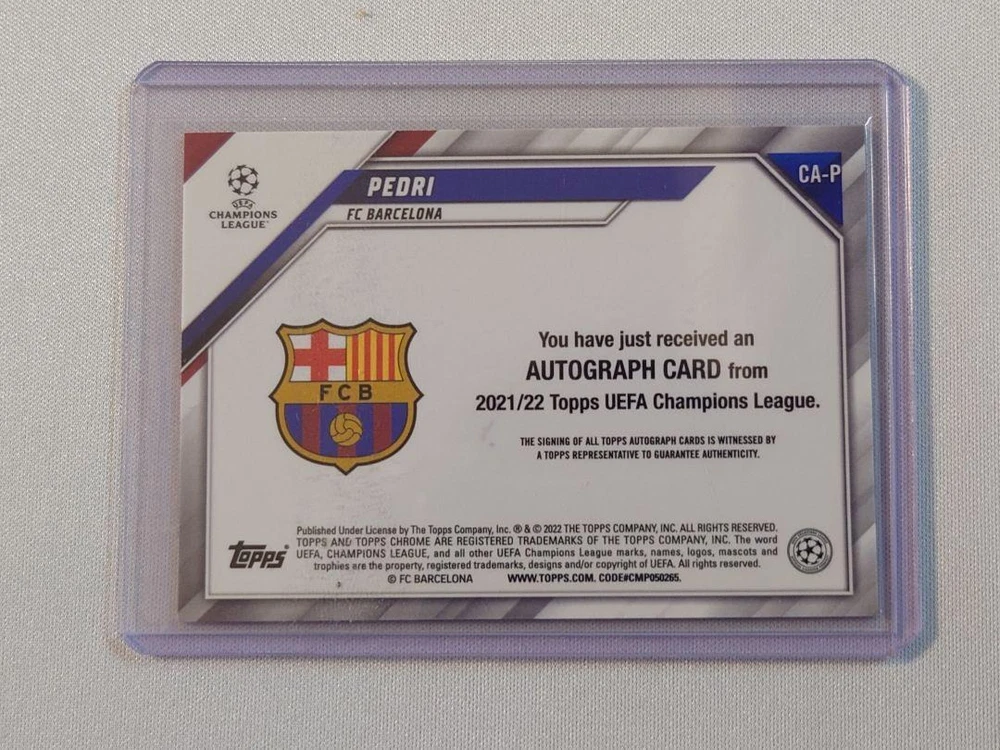 UEFA
CHAMPIONS
LEAGUE
PEDRI
FC BARCELONA
CA-P
FCB
You have just received an
AUTOGRAPH CARD from
2021/22 Topps UEFA Champions League.
THE SIGNING OF ALL TOPPS AUTOGRAPH CARDS IS WITNESSED BY
A TOPPS REPRESENTATIVE TO GUARANTEE AUTHENTICITY.
topps
Published Under License by The Topps Company, Inc. ® & © 2022 THE TOPPS COMPANY, INC. ALL RIGHTS RESERVED.
TOPPS AND TOPPS CHROME ARE REGISTERED TRADEMARKS OF THE TOPPS COMPANY, INC. The word
UEFA, CHAMPIONS LEAGUE, and all other UEFA Champions League marks, names, logos, mascots and
trophies are the property, registered trademarks, designs and/or copyright of UEFA. All rights reserved.
© FC BARCELONA WWW.TOPPS.COM. CODE#CMP050265.